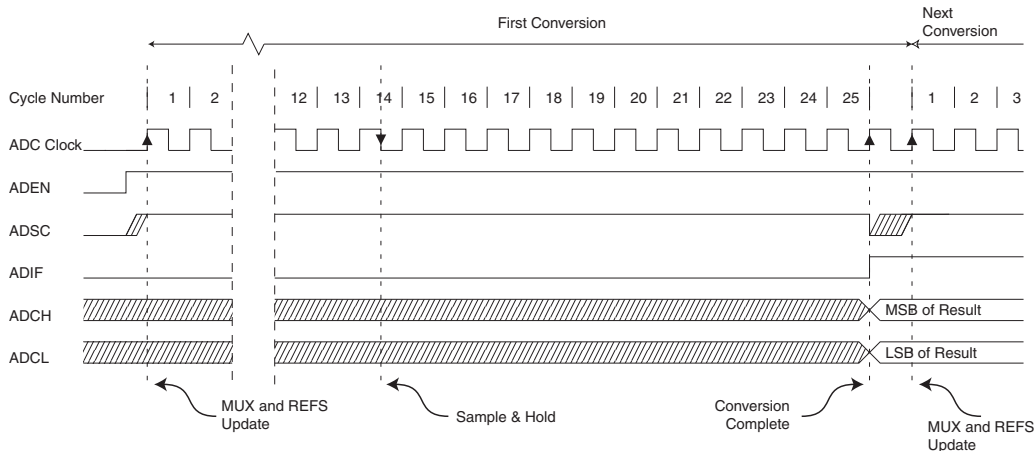 First Conversion
Next
Conversion
Cycle Number 1 2 12 13 14 15 16 17 18 19 20 21 22 23 24 25 1 2 3
ADC Clock
ADEN
ADSC
ADIF
ADCH
MSB of Result
ADCL
LSB of Result
MUX and REFS
Update
Sample & Hold
Conversion
Complete
MUX and REFS
Update